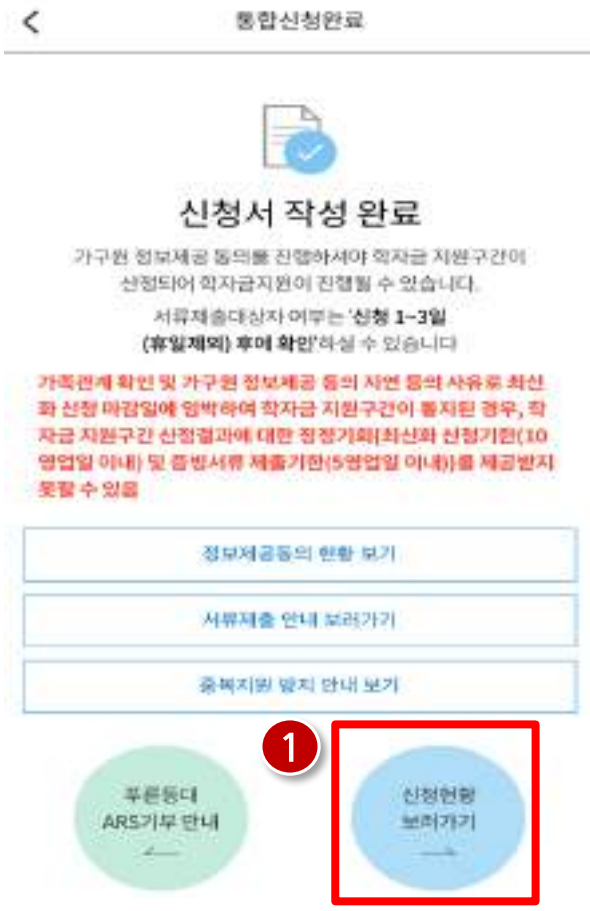 통합신청완료
신청서 작성 완료
가구원 정보제공 동의를 진행하셔야 학자금 지원구간이
산정되어 학자금지원이 진행될 수 있습니다.
서류제출대상자 여부는 '신청 1~3일
(휴일제외) 후에 확인'하실 수 있습니다
가족관계 확인 및 가구원 정보제공 동의 지연 등의 사유로 최신
화 신청 마감일에 임박하여 학자금 지원구간이 통지된 경우, 학
자금 지원구간 산정결과에 대한 정정기회[최신화 신청기한(10
영업일 이내) 및 증빙서류 제출기한(5영업일 이내)]를 제공받지
못할 수 있음
정보제공동의 현황 보기
서류제출 안내 보러가기
중복지원 방지 안내 보기
1
푸른등대
ARS기부 안내
신청현황
보러가기